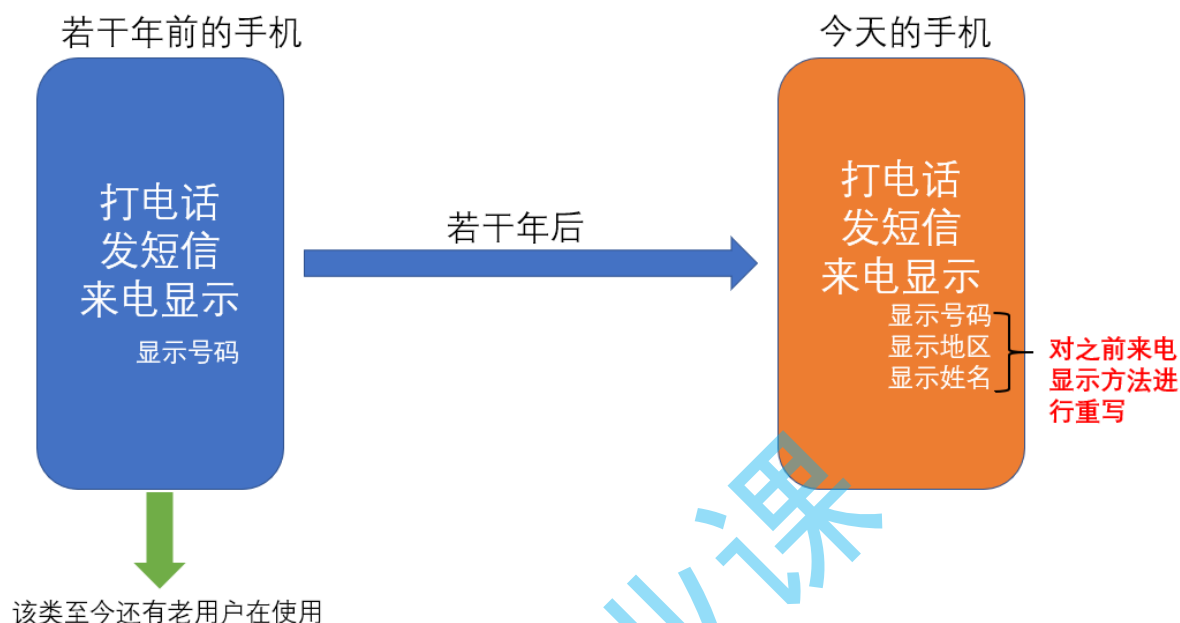 若干年前的手机
今天的手机
打电话
发短信
来电显示
显示号码
若干年后
打电话
发短信
来电显示
显示号码
显示地区
显示姓名
对之前来电
显示方法进
行重写
该类至今还有老用户在使用
业课